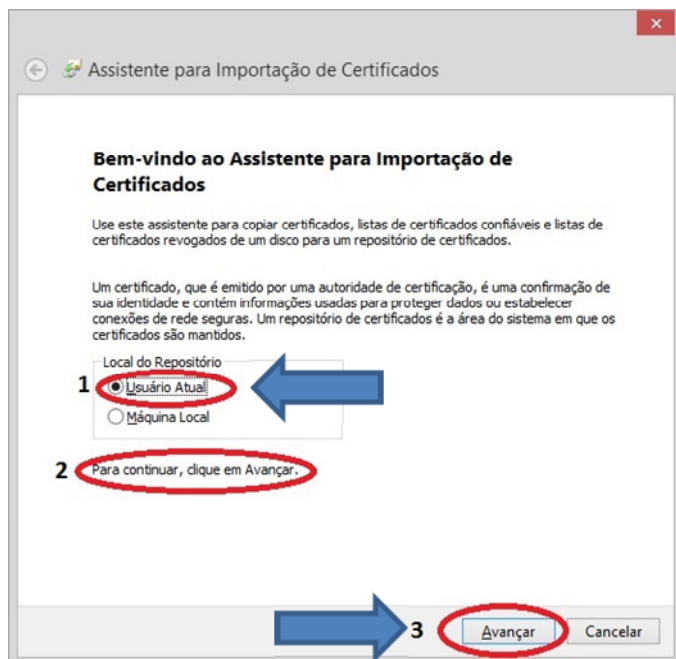 Assistente para Importação de Certificados
Bem-vindo ao Assistente para Importação de
Certificados
Use este assistente para copiar certificados, listas de certificados confiáveis e listas de
certificados revogados de um disco para um repositório de certificados.
Um certificado, que é emitido por uma autoridade de certificação, é uma confirmação de
sua identidade e contém informações usadas para proteger dados ou estabelecer
conexões de rede seguras. Um repositório de certificados é a área do sistema em que os
certificados são mantidos.
Local do Repositório
1 Usuário Atual
Máquina Local
2 Para continuar, clique em Avançar.
3 Avançar Cancelar